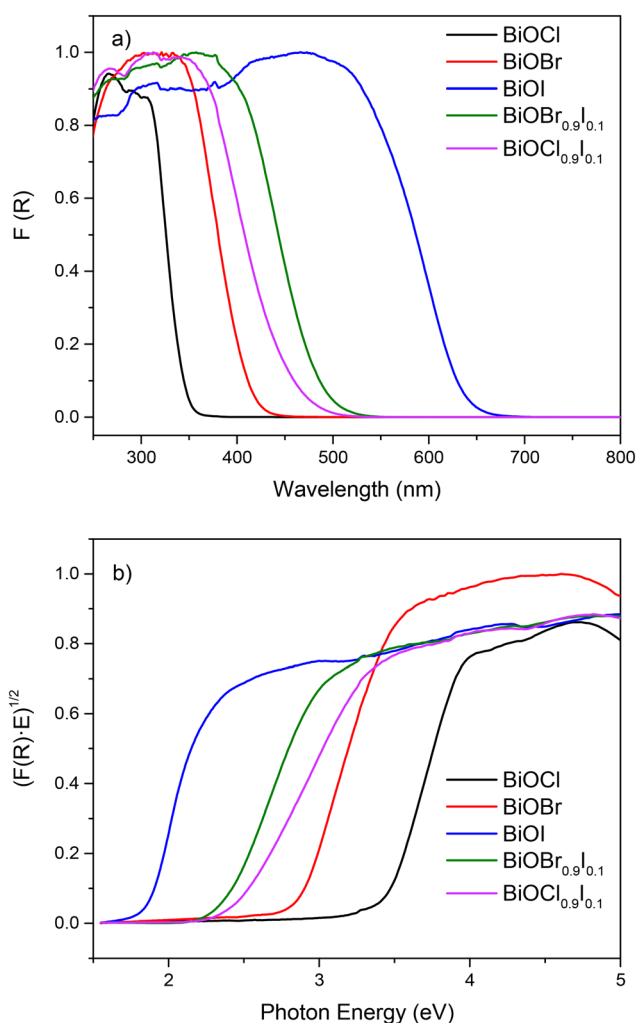 a)
BiOCl
BiOBr
BiOI
BiOBr0.9I0.1
BiOCl0.9I0.1
F (R)
1.0
0.8
0.6
0.4
0.2
0.0
300 400 500 600 700 800
Wavelength (nm)
b)
(F(R)·E)1/2
1.0
0.8
0.6
0.4
0.2
0.0
BiOCl
BiOBr
BiOI
BiOBr0.9I0.1
BiOCl0.9I0.1
2 3 4 5
Photon Energy (eV)